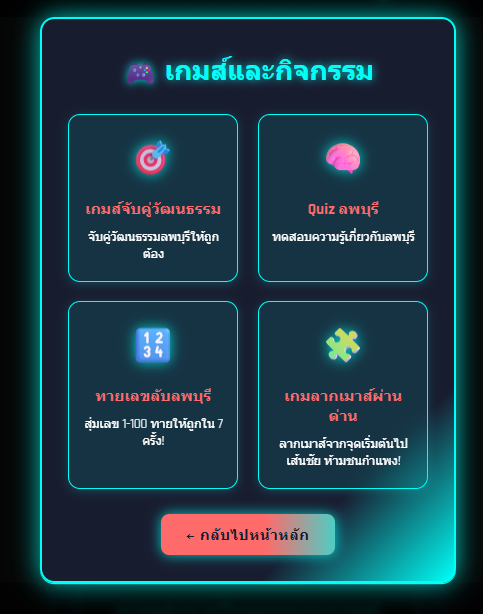 🎮 เกมส์และกิจกรรม
เกมส์จับคู่วัฒนธรรม
จับคู่วัฒนธรรมลพบุรีให้ถูก
ต้อง
Quiz ลพบุรี
ทดสอบความรู้เกี่ยวกับลพบุรี
1 2
3 4
ทายเลขลับลพบุรี
สุ่มเลข 1-100 ทายให้ถูกใน 7
ครั้ง!
เกมลากเมาส์ผ่าน
ด่าน
ลากเมาส์จากจุดเริ่มต้นไป
เส้นชัย ห้ามชนกำแพง!
← กลับไปหน้าหลัก